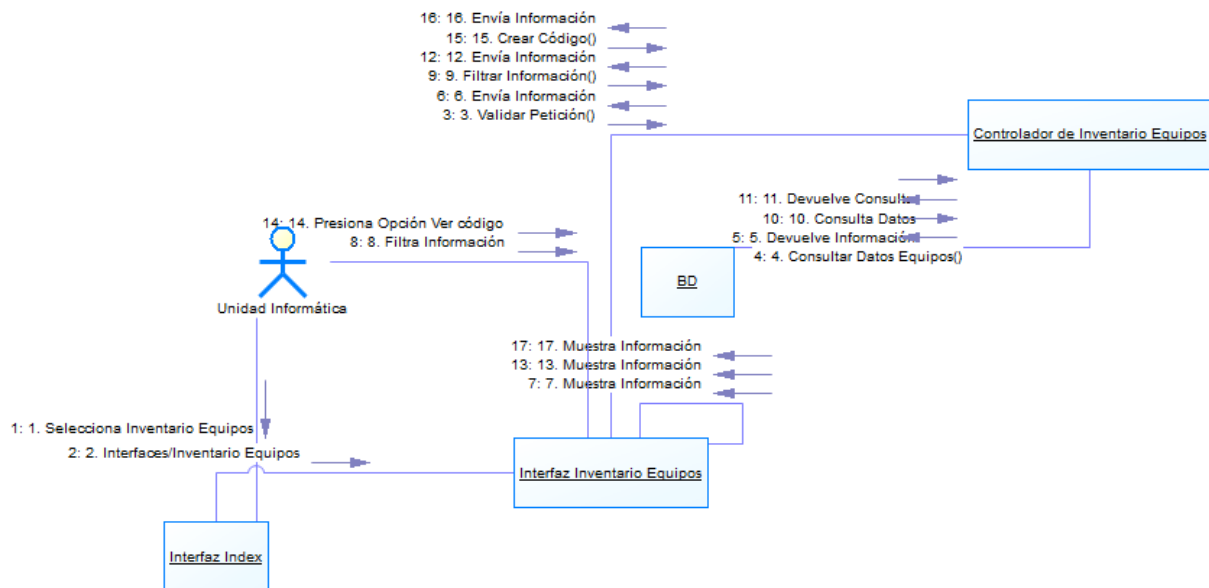 16: 16. Envía Información
15: 15. Crear Código()
12: 12. Envía Información
9: 9. Filtrar Información()
6: 6. Envía Información
3: 3. Validar Petición()
Controlador de Inventario Equipos
11: 11. Devuelve Consulta
10: 10. Consulta Datos
5: 5. Devuelve Información
4: 4. Consultar Datos Equipos()
14: 14. Presiona Opción Ver código
8: 8. Filtra Información
BD
Unidad Informática
17: 17. Muestra Información
13: 13. Muestra Información
7: 7. Muestra Información
1: 1. Selecciona Inventario Equipos
2: 2. Interfaces/Inventario Equipos
Interfaz Inventario Equipos
Interfaz Index